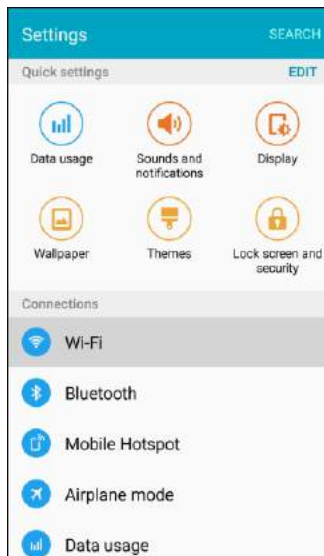 Settings SEARCH
Quick settings EDIT
Data usage
Sounds and
notifications
Display
Wallpaper
Themes
Lock screen and
security
Connections
Wi-Fi
Bluetooth
Mobile Hotspot
Airplane mode
Data usage